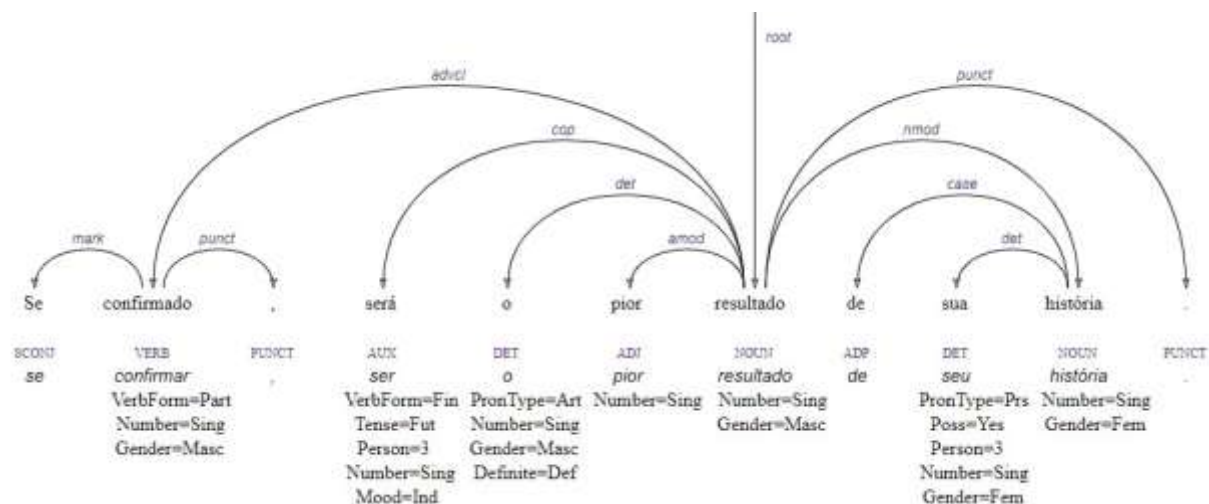 root
advcl punct
cop nmod
det case
mark punct amod det
Se confirmado , será o pior resultado de sua história .
SCONJ VERB PUNCT AUX DET ADJ NOUN ADP DET NOUN PUNCT
se confirmar , ser o pior resultado de seu história .
VerbForm=Part VerbForm=Fin PronType=Art Number=Sing Number=Sing PronType=Prs Number=Sing
Number=Sing Tense=Fut Number=Sing Gender=Masc Poss=Yes Gender=Fem
Gender=Masc Person=3 Gender=Masc Person=3
Number=Sing Definite=Def Number=Sing
Mood=Ind Gender=Fem